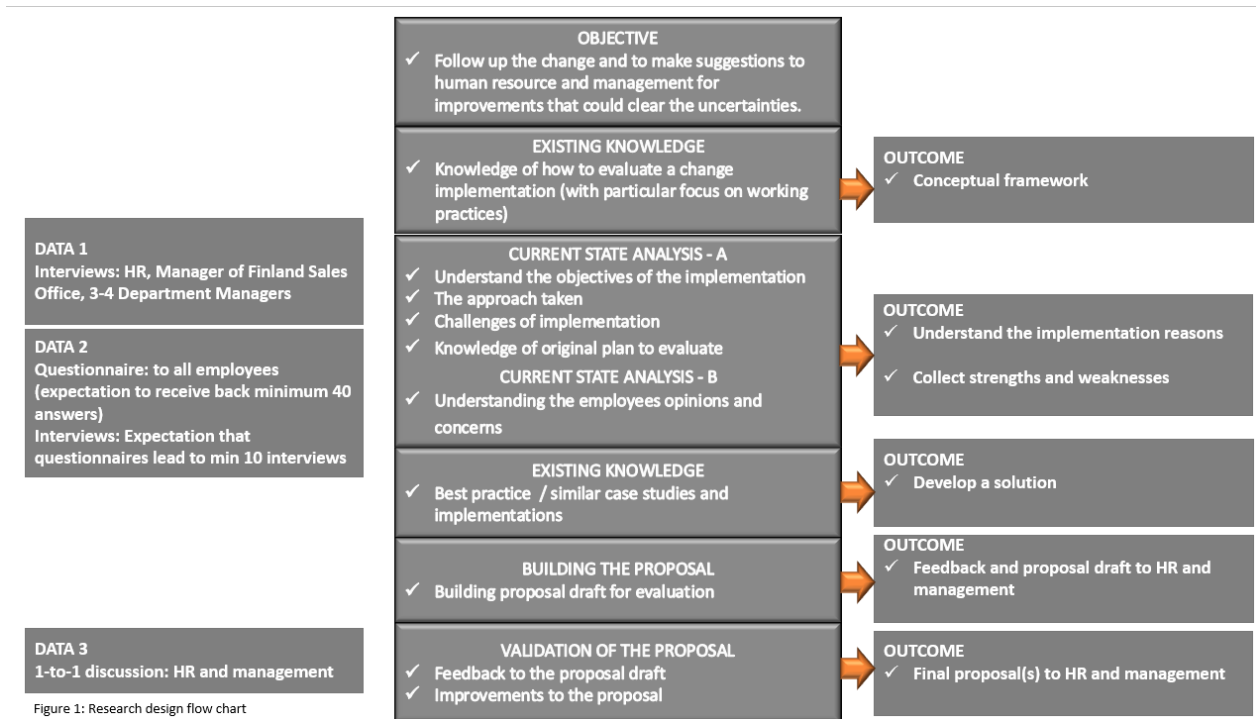 OBJECTIVE
✓ Follow up the change and to make suggestions to
human resource and management for
improvements that could clear the uncertainties.
EXISTING KNOWLEDGE
✓ Knowledge of how to evaluate a change
implementation (with particular focus on working
practices)
OUTCOME
✓ Conceptual framework
DATA 1
Interviews: HR, Manager of Finland Sales
Office, 3-4 Department Managers
DATA 2
Questionnaire: to all employees
(expectation to receive back minimum 40
answers)
Interviews: Expectation that
questionnaires lead to min 10 interviews
CURRENT STATE ANALYSIS - A
✓ Understand the objectives of the implementation
✓ The approach taken
✓ Challenges of implementation
✓ Knowledge of original plan to evaluate
CURRENT STATE ANALYSIS - B
✓ Understanding the employees opinions and
concerns
OUTCOME
✓ Understand the implementation reasons
✓ Collect strengths and weaknesses
EXISTING KNOWLEDGE
✓ Best practice / similar case studies and
implementations
OUTCOME
✓ Develop a solution
BUILDING THE PROPOSAL
✓ Building proposal draft for evaluation
OUTCOME
✓ Feedback and proposal draft to HR and
management
DATA 3
1-to-1 discussion: HR and management
VALIDATION OF THE PROPOSAL
✓ Feedback to the proposal draft
✓ Improvements to the proposal
OUTCOME
✓ Final proposal(s) to HR and management
Figure 1: Research design flow chart